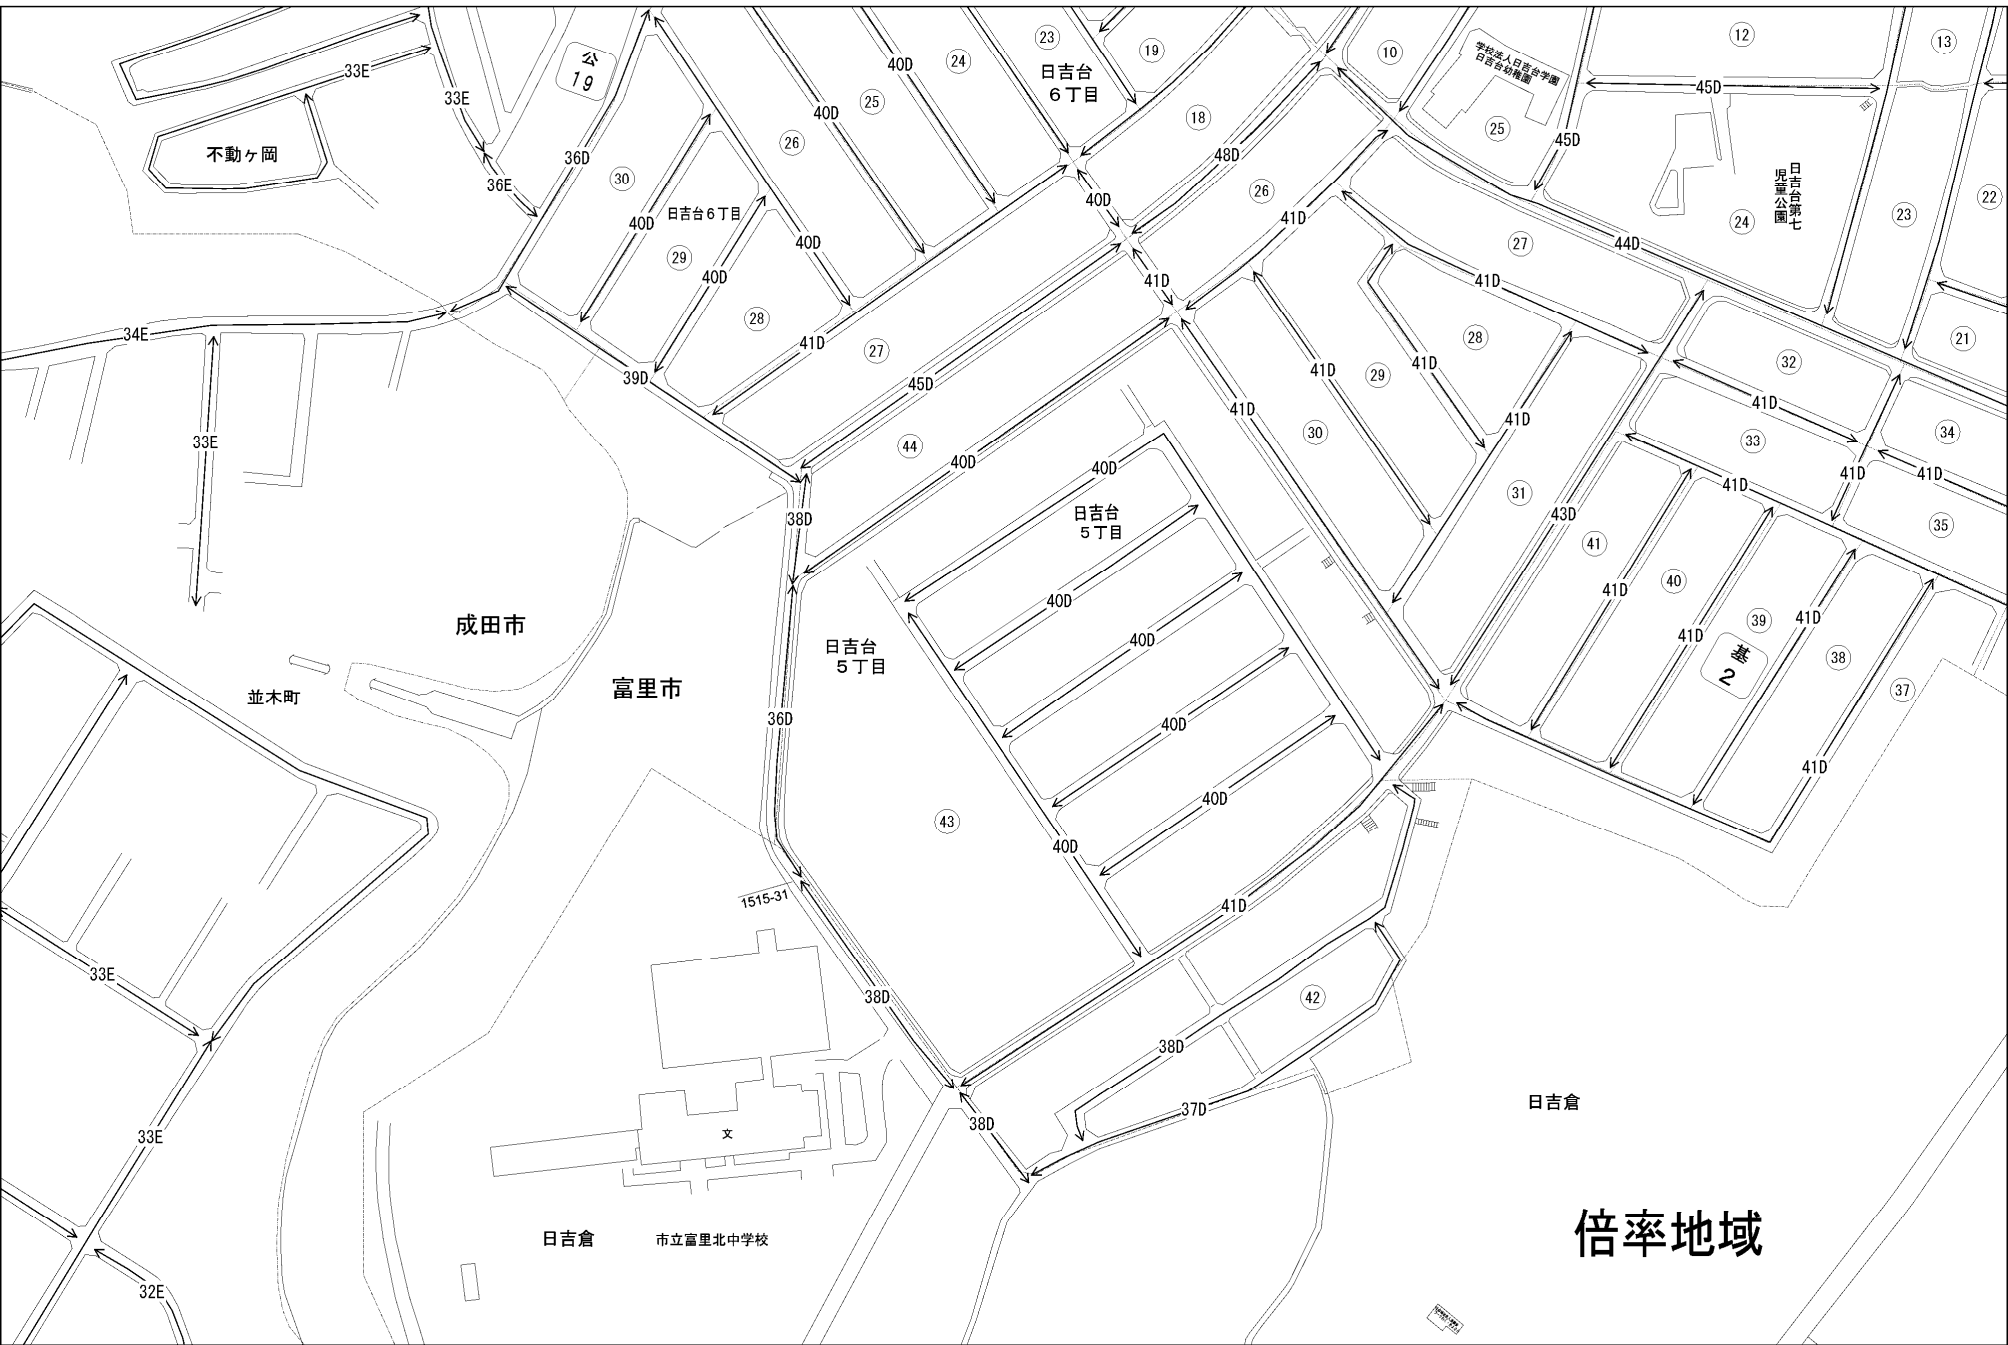 33E
33E
公
19
36D
36E
不動ヶ岡
30
日吉台6丁目
40D
29
40D
40D
28
40D
26
25
40D
24
23
日吉台
6丁目
19
18
40D
48D
10
学校法人日吉台学園
日吉台幼稚園
25
45D
12
45D
13
日吉台第七
児童公園
24
23
22
21
26
41D
27
44D
41D
41D
41D
27
45D
39D
34E
33E
28
29
41D
41D
41D
30
41D
41D
31
43D
32
41D
33
41D
41D
34
41D
35
44
40D
38D
40D
日吉台
5丁目
40D
40D
40D
40D
40D
43
日吉台
5丁目
36D
41
41D
40
41D
39
基
2
41D
38
41D
37
成田市
富里市
並木町
33E
33E
32E
1515-31
38D
41D
42
38D
37D
38D
文
日吉倉
市立富里北中学校
日吉倉
倍率地域